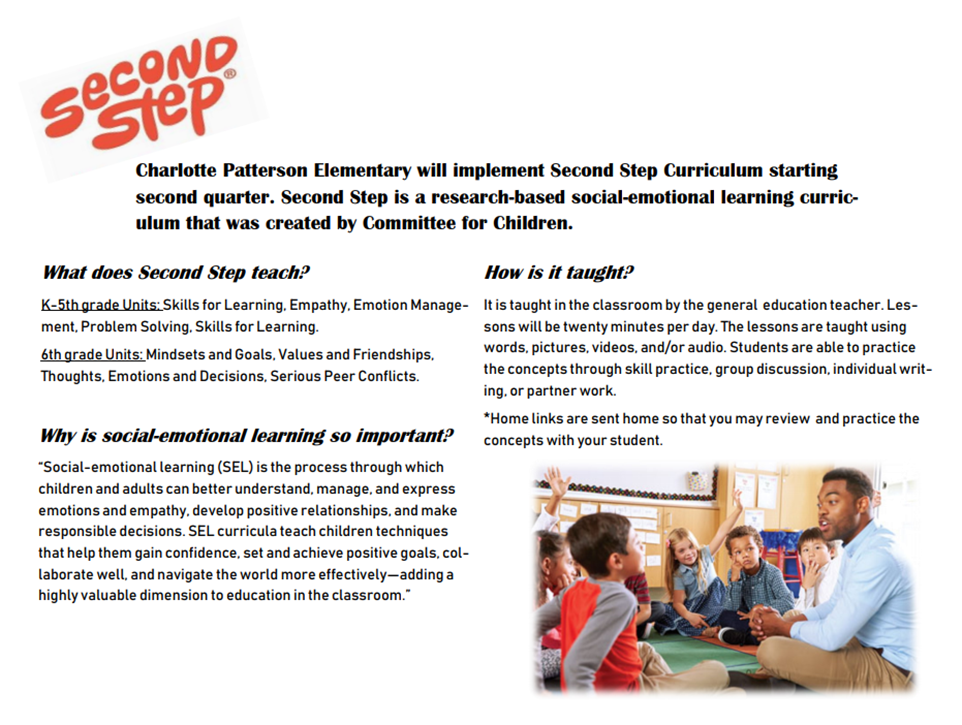 Second
Step®
Charlotte Patterson Elementary will implement Second Step Curriculum starting
second quarter. Second Step is a research-based social-emotional learning curric-
ulum that was created by Committee for Children.
What does Second Step teach?
K-5th grade Units: Skills for Learning, Empathy, Emotion Manage-
ment, Problem Solving, Skills for Learning.
6th grade Units: Mindsets and Goals, Values and Friendships,
Thoughts, Emotions and Decisions, Serious Peer Conflicts.
Why is social-emotional learning so important?
“Social-emotional learning (SEL) is the process through which
children and adults can better understand, manage, and express
emotions and empathy, develop positive relationships, and make
responsible decisions. SEL curricula teach children techniques
that help them gain confidence, set and achieve positive goals, col-
laborate well, and navigate the world more effectively—adding a
highly valuable dimension to education in the classroom.”
How is it taught?
It is taught in the classroom by the general education teacher. Les-
sons will be twenty minutes per day. The lessons are taught using
words, pictures, videos, and/or audio. Students are able to practice
the concepts through skill practice, group discussion, individual writ-
ing, or partner work.
*Home links are sent home so that you may review and practice the
concepts with your student.